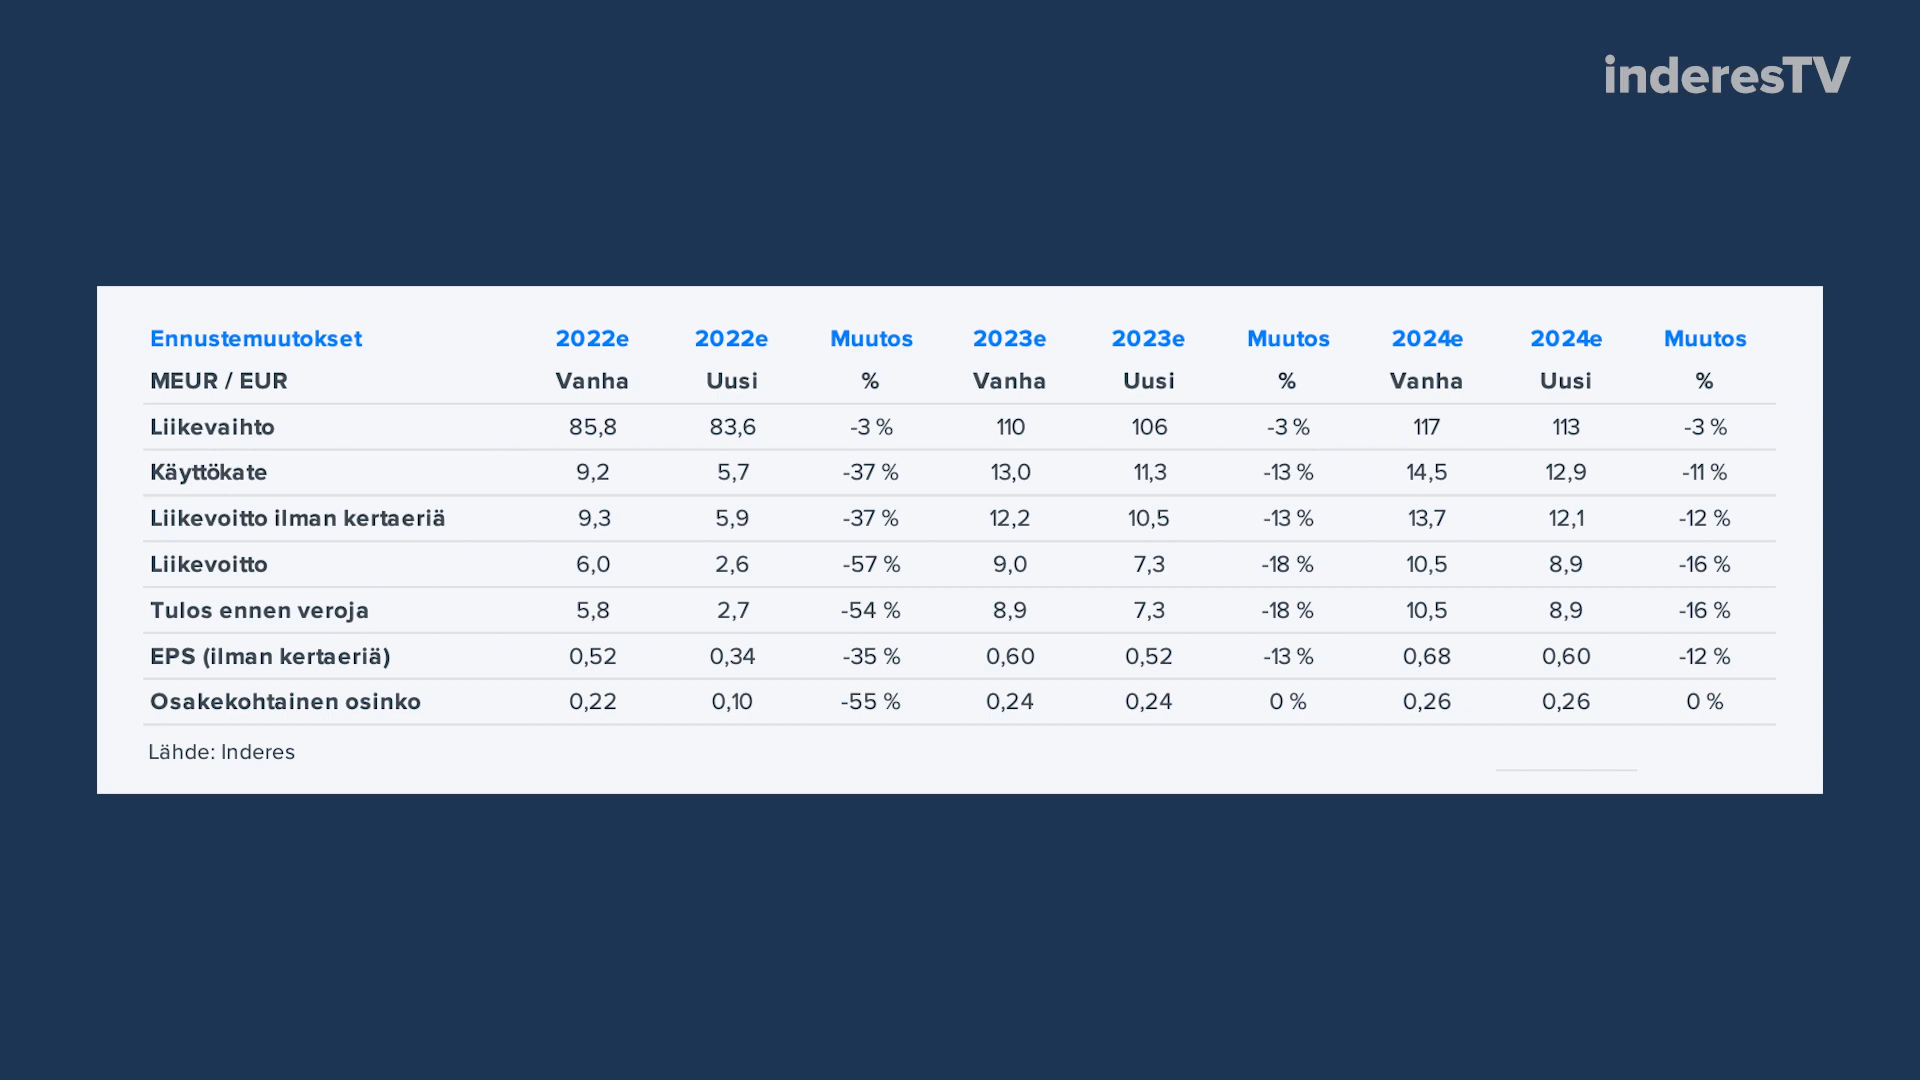 inderesTV
Ennustemuutokset 2022e 2022e Muutos 2023e 2023e Muutos 2024e 2024e Muutos
MEUR / EUR Vanha Uusi % Vanha Uusi % Vanha Uusi %
Liikevaihto 85,8 83,6 -3 % 110 106 -3 % 117 113 -3 %
Käyttökate 9,2 5,7 -37 % 13,0 11,3 -13 % 14,5 12,9 -11 %
Liikevoitto ilman kertaeriä 9,3 5,9 -37 % 12,2 10,5 -13 % 13,7 12,1 -12 %
Liikevoitto 6,0 2,6 -57 % 9,0 7,3 -18 % 10,5 8,9 -16 %
Tulos ennen veroja 5,8 2,7 -54 % 8,9 7,3 -18 % 10,5 8,9 -16 %
EPS (ilman kertaeriä) 0,52 0,34 -35 % 0,60 0,52 -13 % 0,68 0,60 -12 %
Osakekohtainen osinko 0,22 0,10 -55 % 0,24 0,24 0 % 0,26 0,26 0 %
Lähde: Inderes